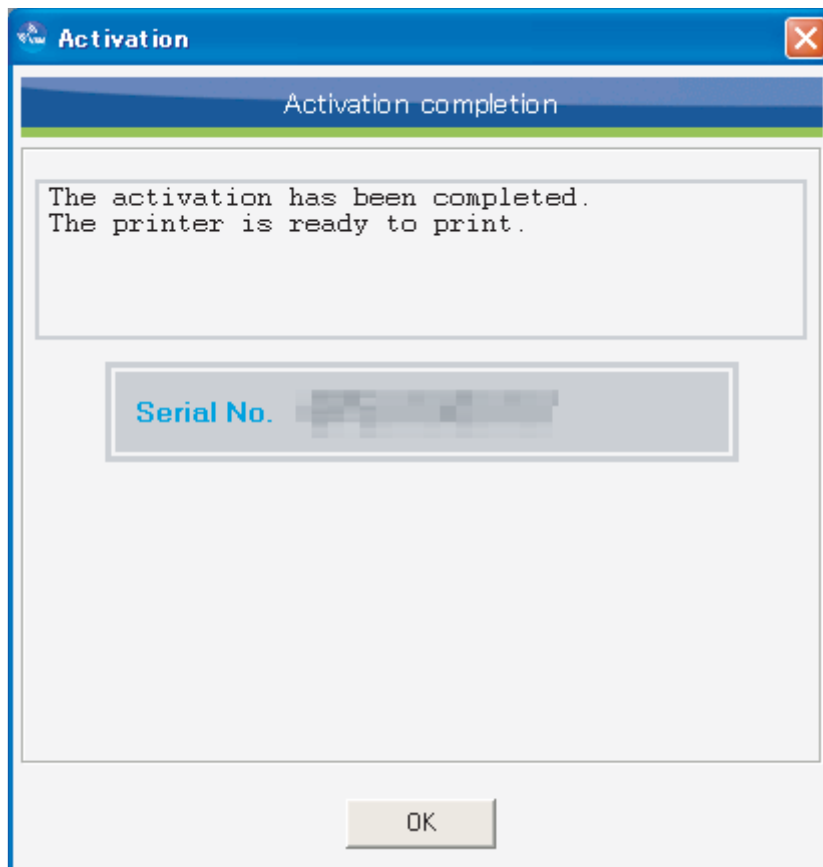 Activation
Activation completion
The activation has been completed.
The printer is ready to print.
Serial No.
OK